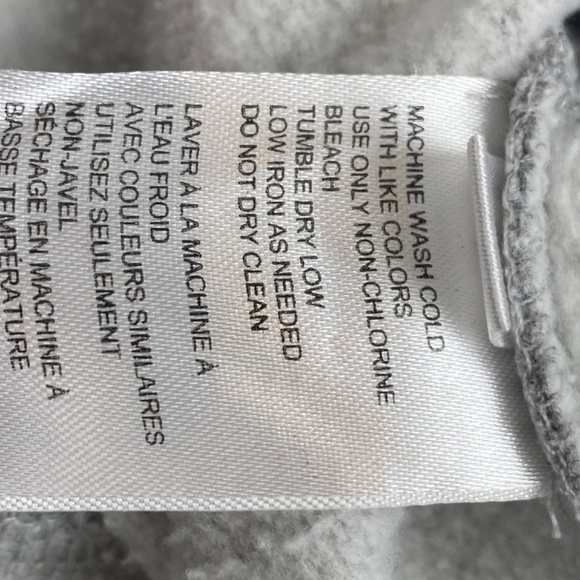 MACHINE WASH COLD
WITH LIKE COLORS
USE ONLY NON-CHLORINE
BLEACH
TUMBLE DRY LOW
LOW IRON AS NEEDED
DO NOT DRY CLEAN
LAVER À LA MACHINE À
L'EAU FROID
AVEC COULEURS SIMILAIRES
UTILISEZ SEULEMENT
NON-JAVEL
SÉCHAGE EN MACHINE À
BASSE TEMPÉRATURE